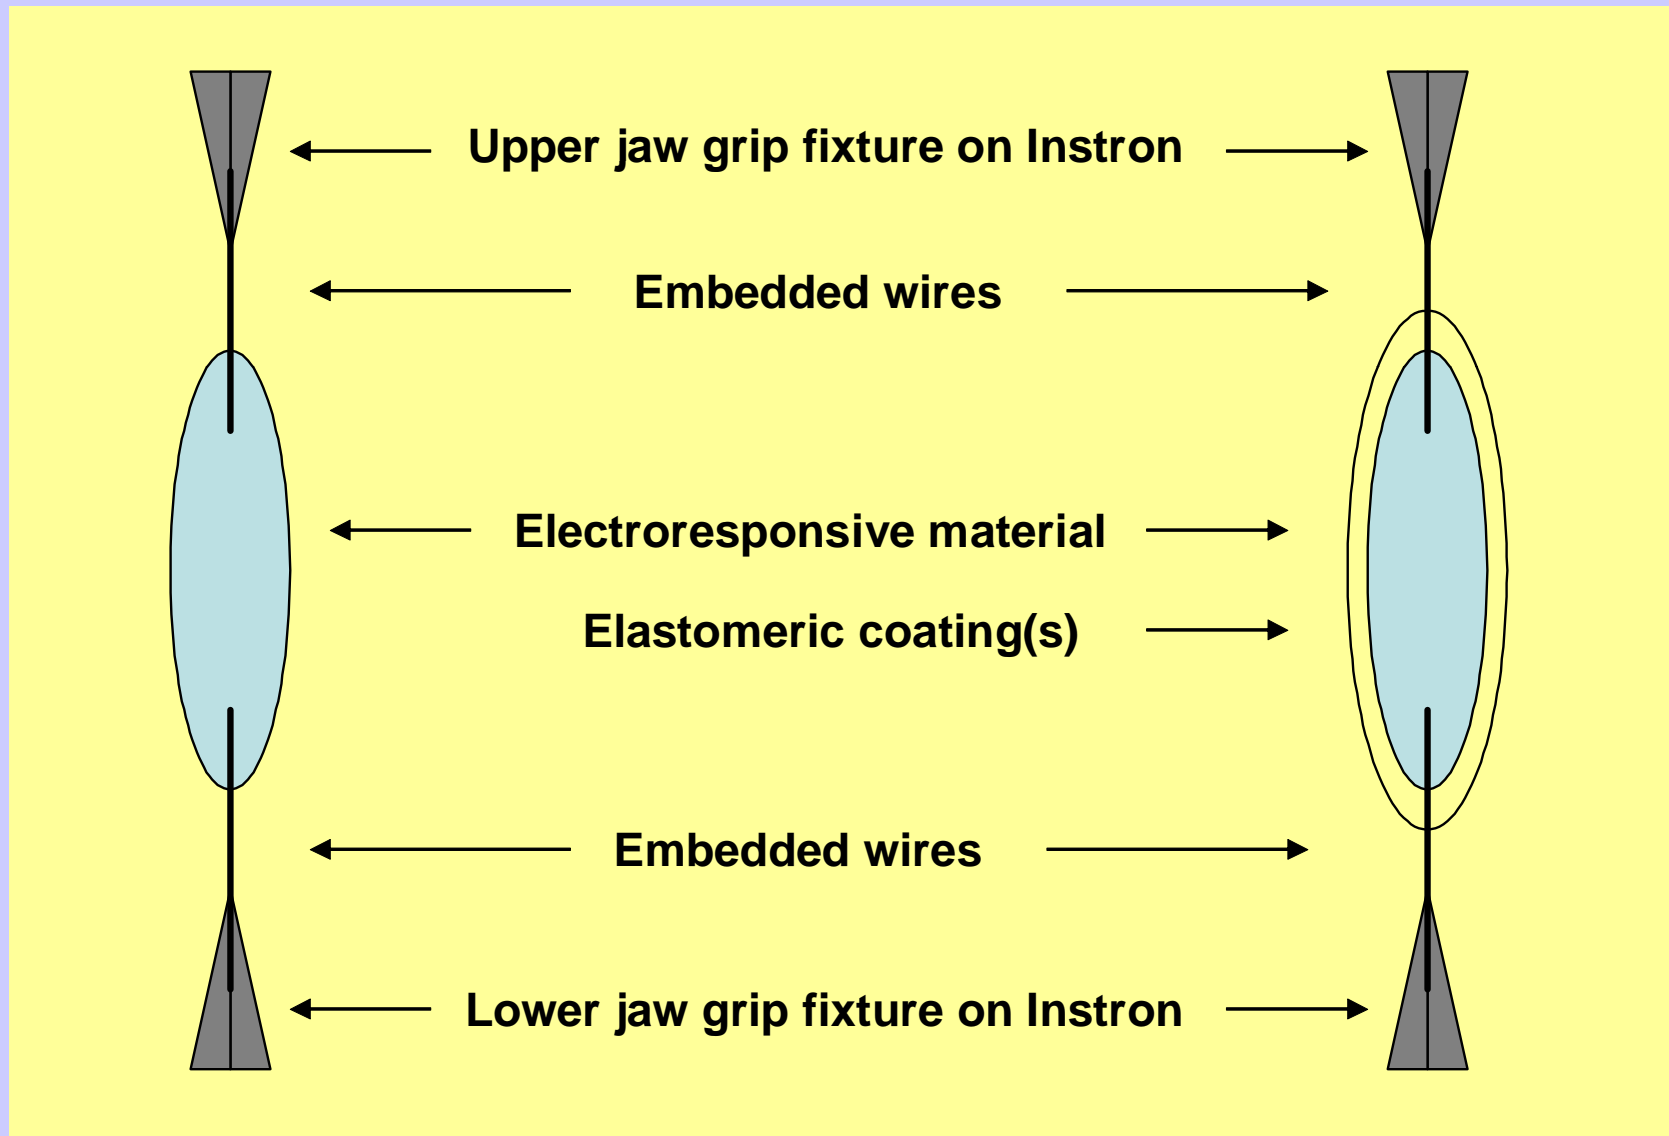 Upper jaw grip fixture on Instron
Embedded wires
Electroresponsive material
Elastomeric coating(s)
Embedded wires
Lower jaw grip fixture on Instron